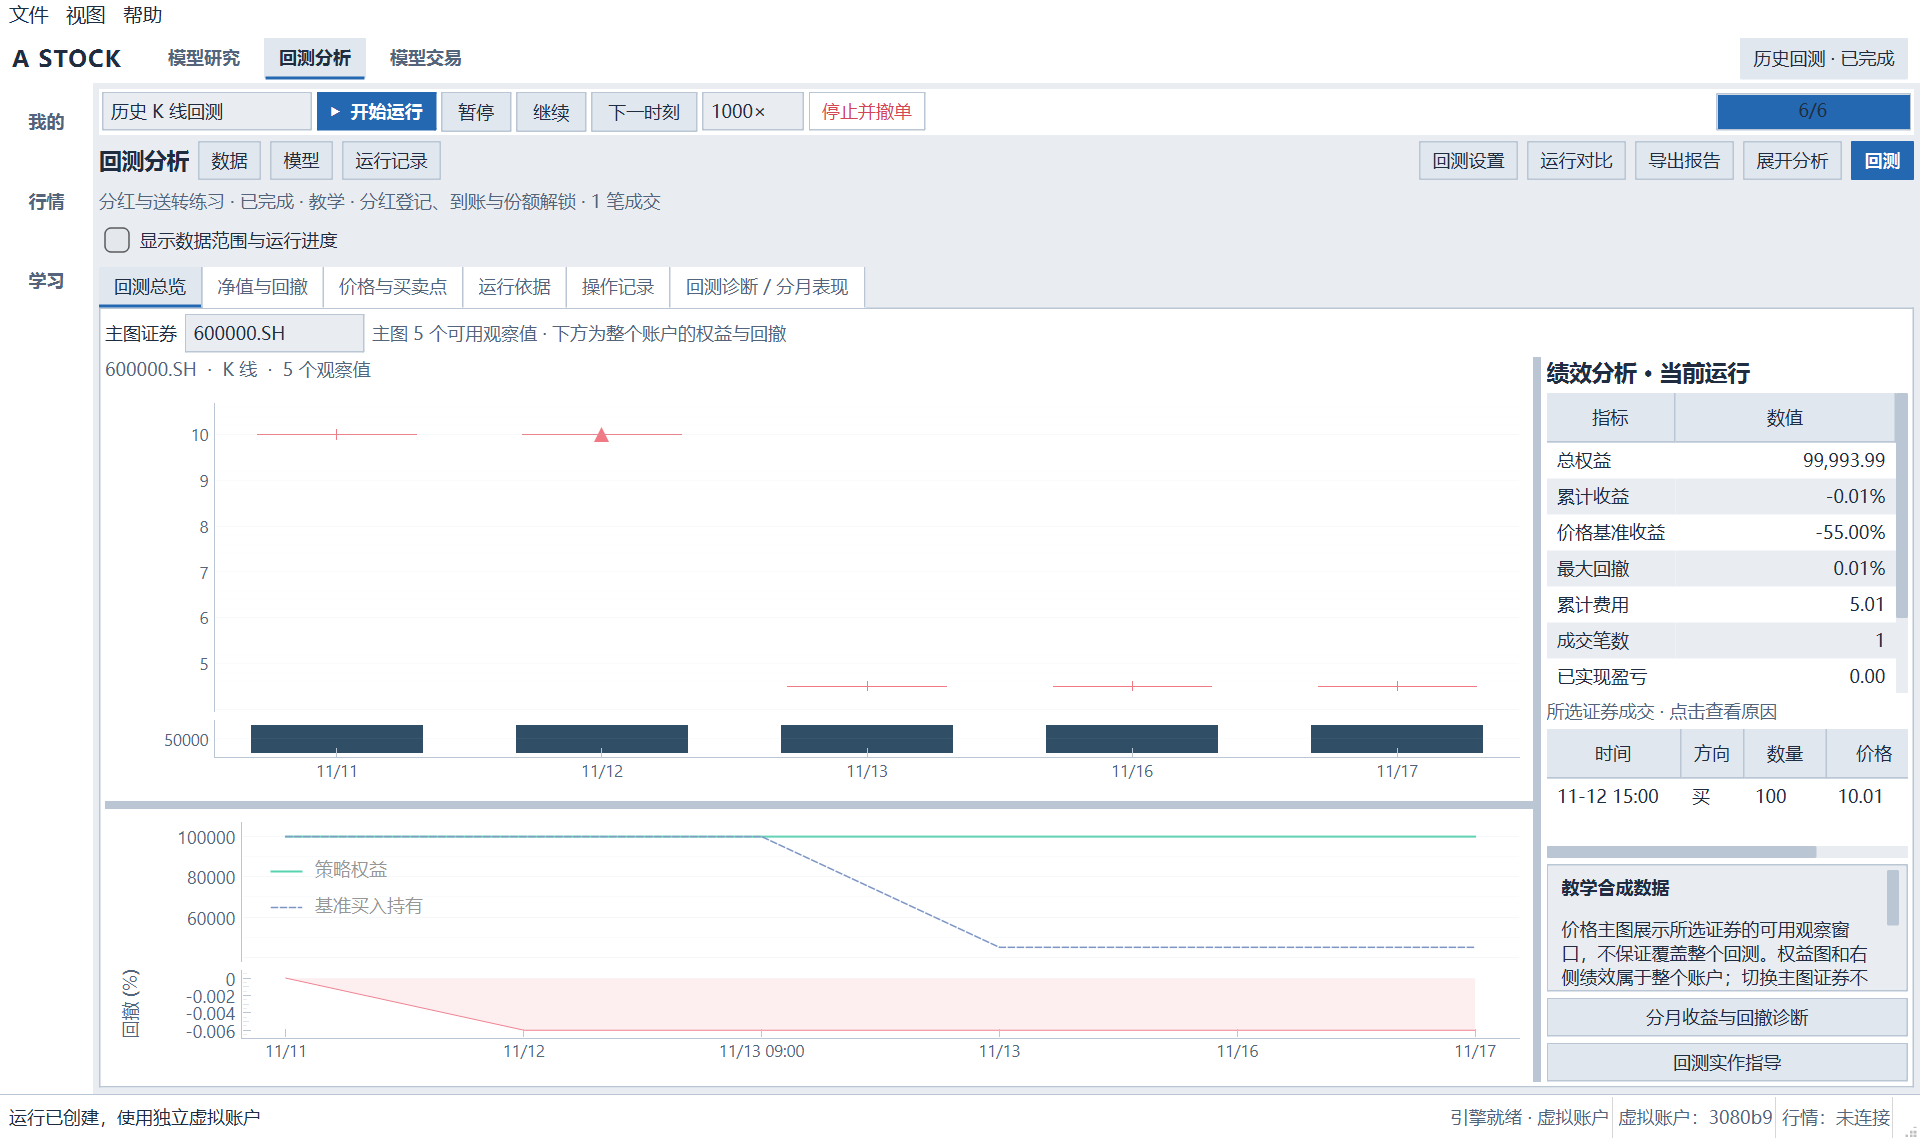 文件 视图 帮助
A STOCK 模型研究 回测分析 模型交易 历史回测 · 已完成
我的
行情
学习
历史 K 线回测 ▶ 开始运行 暂停 继续 下一时刻 1000× 停止并撤单 6/6
回测分析 数据 模型 运行记录 回测设置 运行对比 导出报告 展开分析 回测
分红与送转练习 · 已完成 · 教学 · 分红登记、到账与份额解锁 · 1 笔成交
显示数据范围与运行进度
回测总览 净值与回撤 价格与买卖点 运行依据 操作记录 回测诊断 / 分月表现
主图证券 600000.SH 主图 5 个可用观察值 · 下方为整个账户的权益与回撤
600000.SH · K 线 · 5 个观察值
10
9
8
7
6
5
50000
11/11 11/12 11/13 11/16 11/17
100000
80000
60000
策略权益
基准买入持有
回撤 (%)
0
-0.002
-0.004
-0.006
11/11 11/12 11/13 09:00 11/13 11/16 11/17
绩效分析 • 当前运行
指标 数值
总权益 99,993.99
累计收益 -0.01%
价格基准收益 -55.00%
最大回撤 0.01%
累计费用 5.01
成交笔数 1
已实现盈亏 0.00
所选证券成交 · 点击查看原因
时间 方向 数量 价格
11-12 15:00 买 100 10.01
教学合成数据
价格主图展示所选证券的可用观察窗
口，不保证覆盖整个回测。权益图和右
侧绩效属于整个账户；切换主图证券不
分月收益与回撤诊断
回测实作指导
运行已创建，使用独立虚拟账户 引擎就绪 · 虚拟账户 虚拟账户：3080b9 行情：未连接